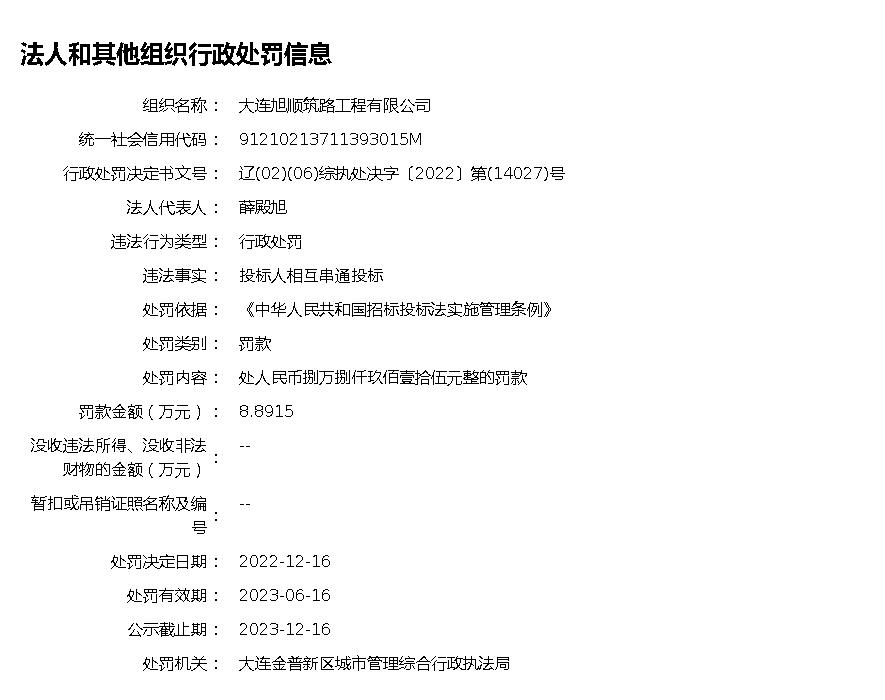 法人和其他组织行政处罚信息
组织名称： 大连旭顺筑路工程有限公司
统一社会信用代码： 91210213711393015M
行政处罚决定书文号： 辽(02)(06)综执处决字〔2022〕第(14027)号
法人代表人： 薛殿旭
违法行为类型： 行政处罚
违法事实： 投标人相互串通投标
处罚依据： 《中华人民共和国招标投标法实施管理条例》
处罚类别： 罚款
处罚内容： 处人民币捌万捌仟玖佰壹拾伍元整的罚款
罚款金额（万元）： 8.8915
没收违法所得、没收非法 --
财物的金额（万元）：
暂扣或吊销证照名称及编 --
号：
处罚决定日期： 2022-12-16
处罚有效期： 2023-06-16
公示截止期： 2023-12-16
处罚机关： 大连金普新区城市管理综合行政执法局